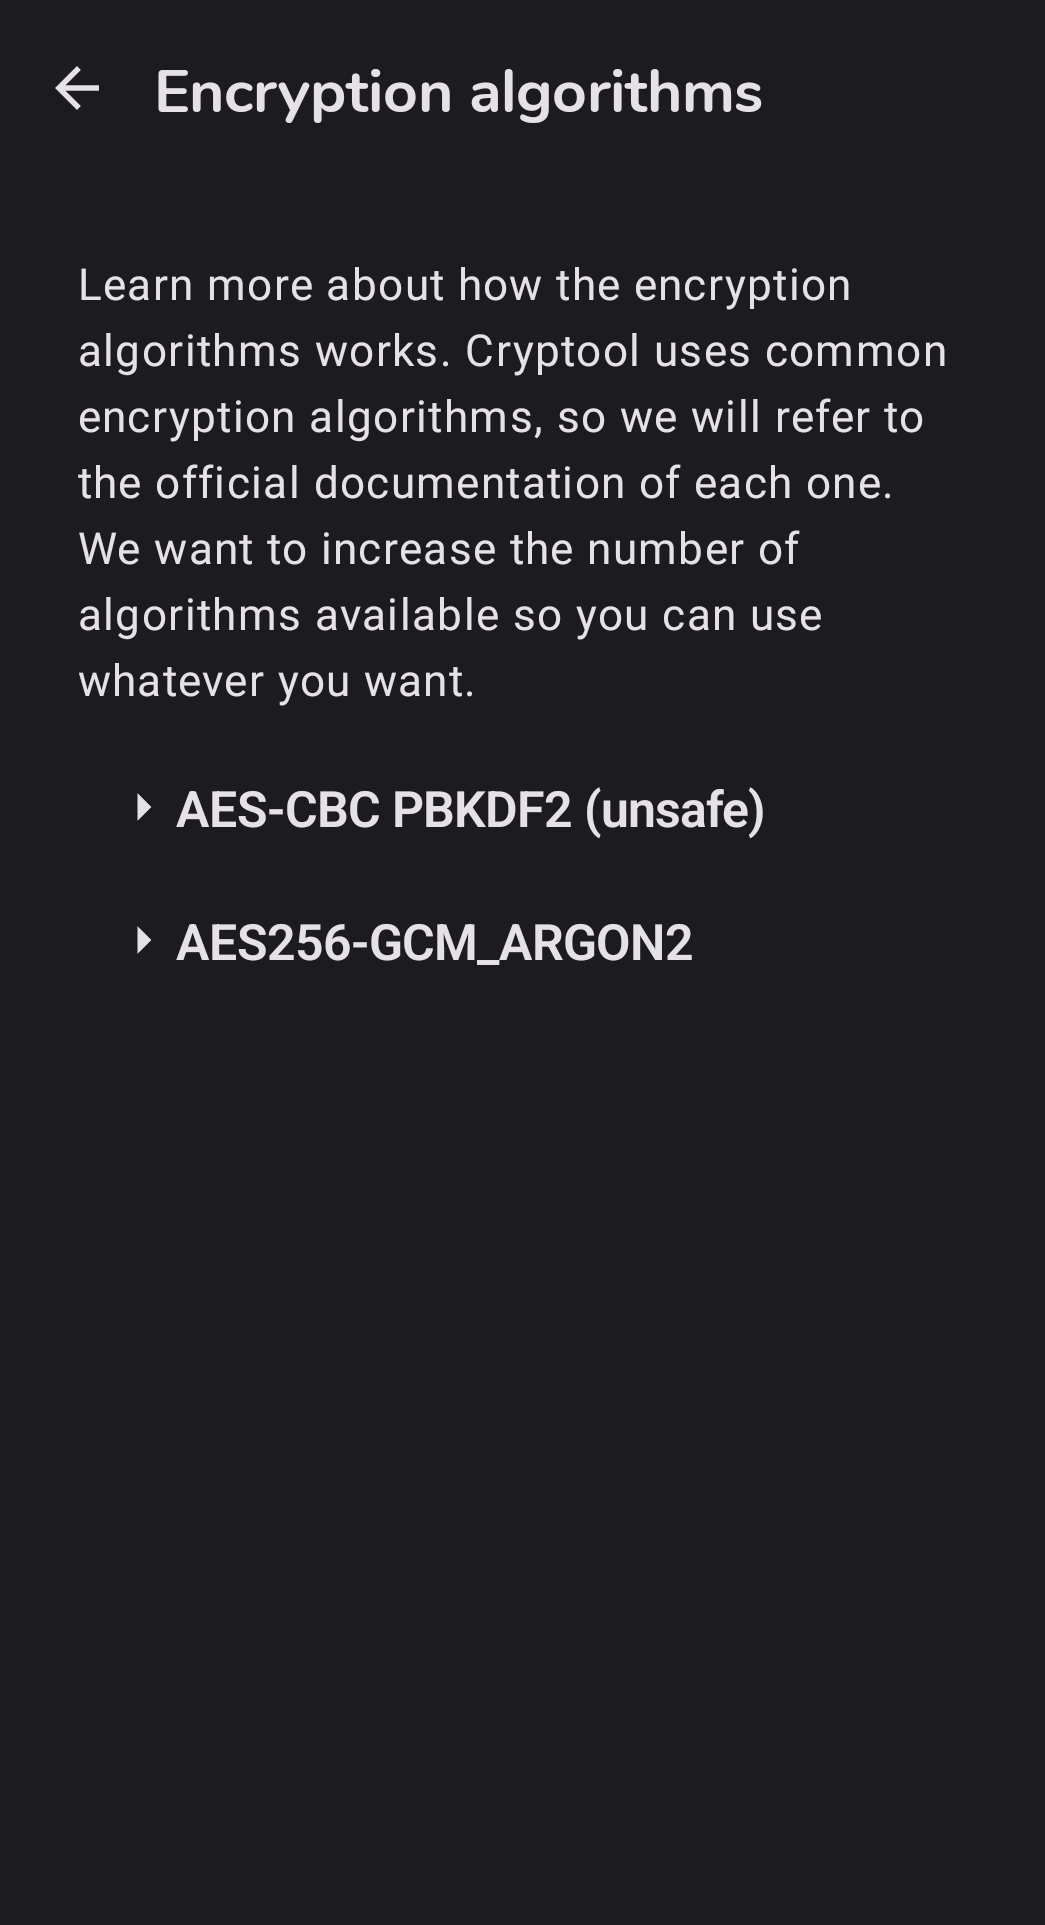 Encryption algorithms
Learn more about how the encryption
algorithms works. Cryptool uses common
encryption algorithms, so we will refer to
the official documentation of each one.
We want to increase the number of
algorithms available so you can use
whatever you want.
AES-CBC PBKDF2 (unsafe)
AES256-GCM_ARGON2